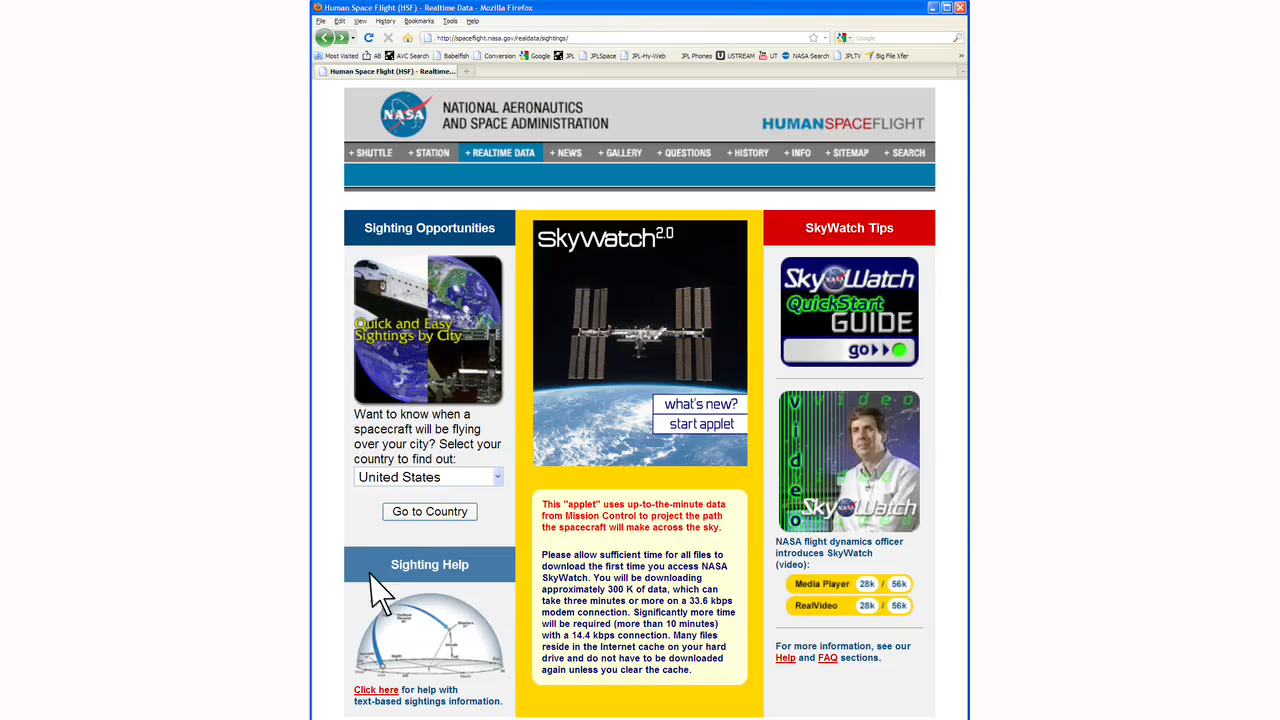 Human Space Flight (HSF) - Realtime Data - Mozilla Firefox
File Edit View History Bookmarks Tools Help
http://spaceflight.nasa.gov/realdata/sightings/
Google
Most Visited AB AVC Search Babelfish Conversion Google JPL JPLSpace JPL-Hy-Web JPL Phones USTREAM UT NASA Search JPLTV Big Pile Xfer
Human Space Flight (HSF) - Realtime...
NASA
NATIONAL AERONAUTICS
AND SPACE ADMINISTRATION
HUMANSPACEFLIGHT
+ SHUTTLE + STATION + REALTIME DATA + NEWS + GALLERY + QUESTIONS + HISTORY + INFO + SITEMAP + SEARCH
Sighting Opportunities
Quick and Easy
Sightings by City
Want to know when a
spacecraft will be flying
over your city? Select your
country to find out:
United States
Go to Country
Sighting Help
Click here for help with
text-based sightings information.
SkyWatch 2.0
what's new?
start applet
This "applet" uses up-to-the-minute data
from Mission Control to project the path
the spacecraft will make across the sky.
Please allow sufficient time for all files to
download the first time you access NASA
SkyWatch. You will be downloading
approximately 300 K of data, which can
take three minutes or more on a 33.6 kbps
modem connection. Significantly more time
will be required (more than 10 minutes)
with a 14.4 kbps connection. Many files
reside in the Internet cache on your hard
drive and do not have to be downloaded
again unless you clear the cache.
SkyWatch Tips
SkyWatch
QuickStart
GUIDE
go
video
video
SkyWatch
NASA flight dynamics officer
introduces SkyWatch
(video):
Media Player 28k / 56k
RealVideo 28k / 56k
For more information, see our
Help and FAQ sections.